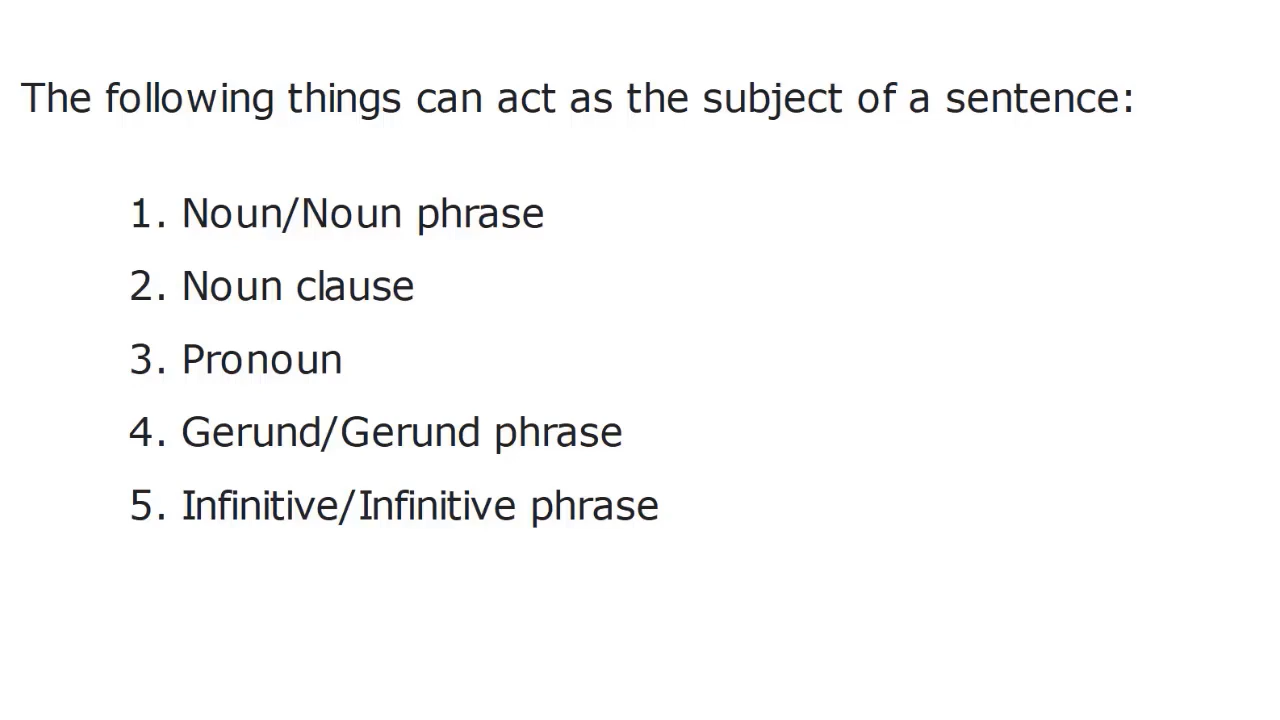 The following things can act as the subject of a sentence:
1. Noun/Noun phrase
2. Noun clause
3. Pronoun
4. Gerund/Gerund phrase
5. Infinitive/Infinitive phrase